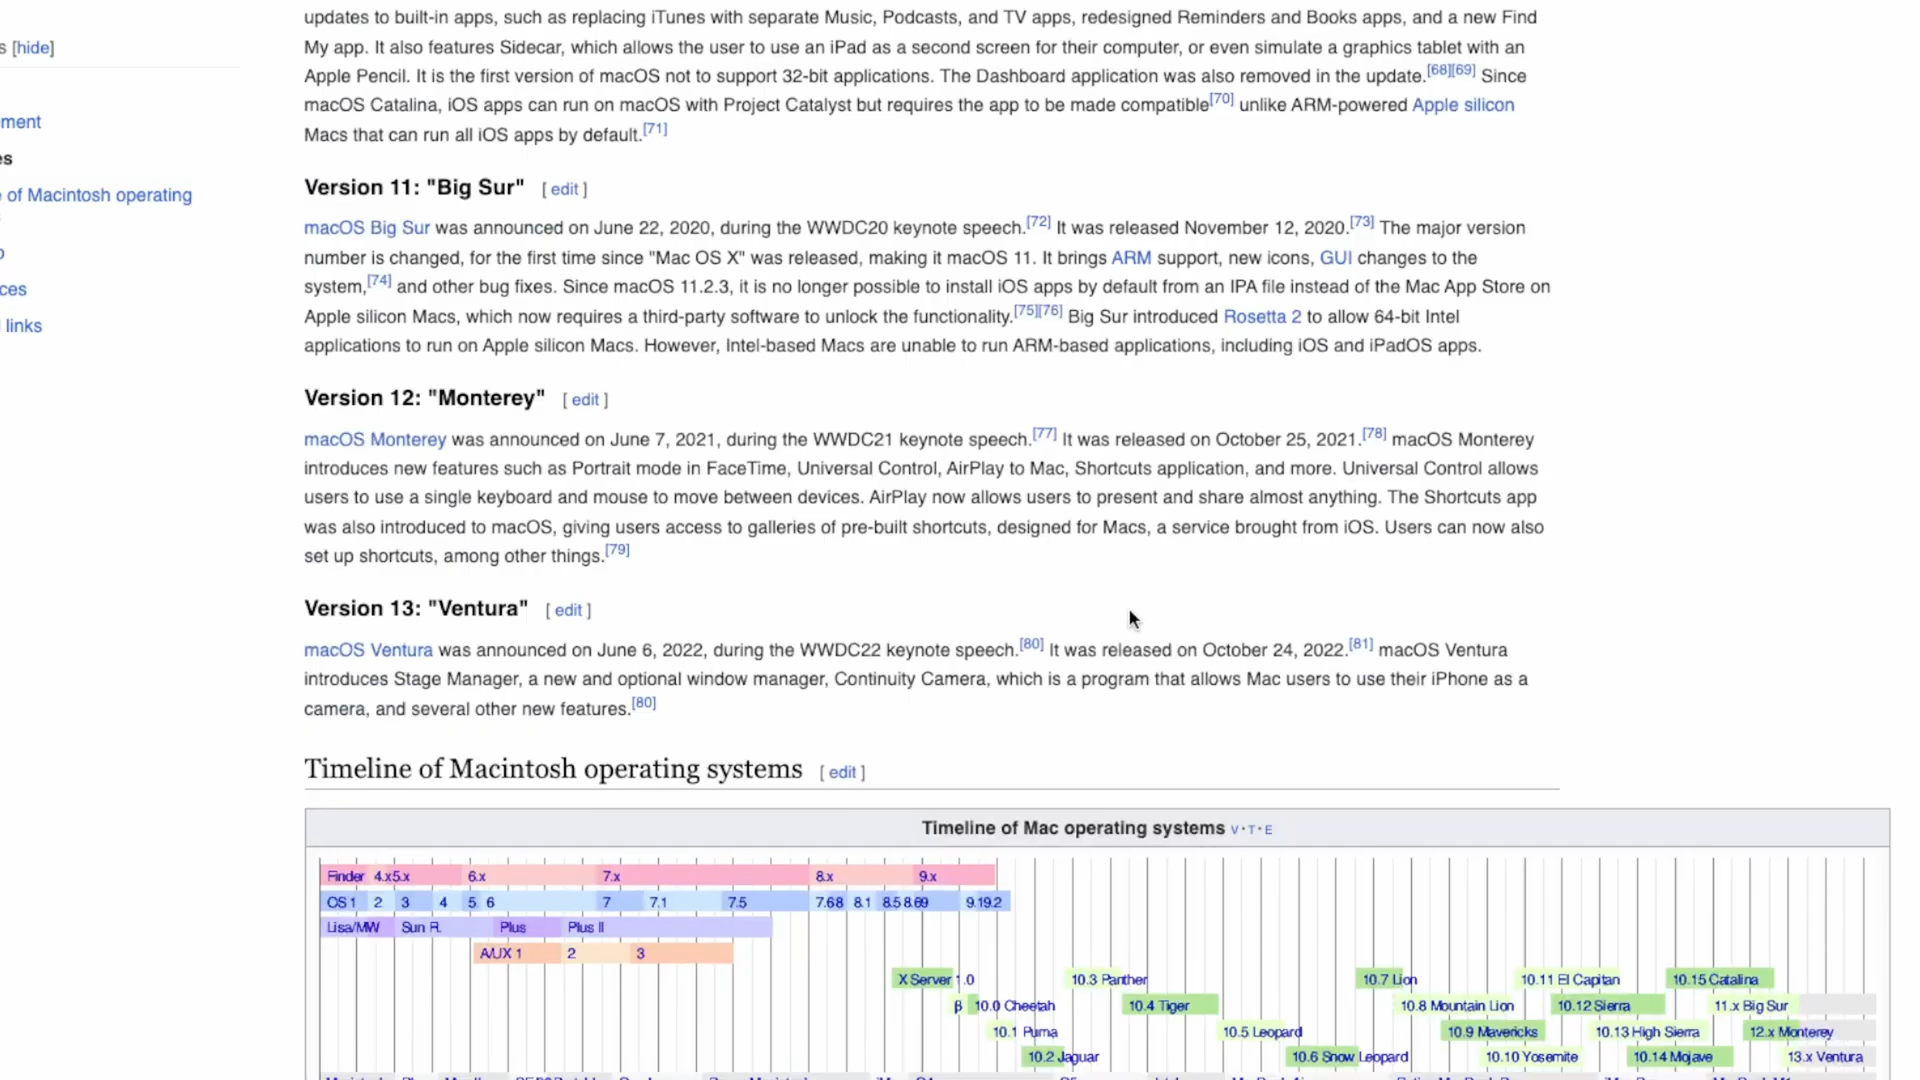 updates to built-in apps, such as replacing iTunes with separate Music, Podcasts, and TV apps, redesigned Reminders and Books apps, and a new Find
s [hide]
My app. It also features Sidecar, which allows the user to use an iPad as a second screen for their computer, or even simulate a graphics tablet with an
Apple Pencil. It is the first version of macOS not to support 32-bit applications. The Dashboard application was also removed in the update.[68][69] Since
macOS Catalina, iOS apps can run on macOS with Project Catalyst but requires the app to be made compatible[70] unlike ARM-powered Apple silicon
ment
Macs that can run all iOS apps by default.[71]
es
Version 11: "Big Sur" [ edit ]
e of Macintosh operating
macOS Big Sur was announced on June 22, 2020, during the WWDC20 keynote speech.[72] It was released November 12, 2020.[73] The major version
number is changed, for the first time since "Mac OS X" was released, making it macOS 11. It brings ARM support, new icons, GUI changes to the
system,[74] and other bug fixes. Since macOS 11.2.3, it is no longer possible to install iOS apps by default from an IPA file instead of the Mac App Store on
ces
Apple silicon Macs, which now requires a third-party software to unlock the functionality.[75][76] Big Sur introduced Rosetta 2 to allow 64-bit Intel
links
applications to run on Apple silicon Macs. However, Intel-based Macs are unable to run ARM-based applications, including iOS and iPadOS apps.
Version 12: "Monterey" [ edit ]
macOS Monterey was announced on June 7, 2021, during the WWDC21 keynote speech.[77] It was released on October 25, 2021.[78] macOS Monterey
introduces new features such as Portrait mode in FaceTime, Universal Control, AirPlay to Mac, Shortcuts application, and more. Universal Control allows
users to use a single keyboard and mouse to move between devices. AirPlay now allows users to present and share almost anything. The Shortcuts app
was also introduced to macOS, giving users access to galleries of pre-built shortcuts, designed for Macs, a service brought from iOS. Users can now also
set up shortcuts, among other things.[79]
Version 13: "Ventura" [ edit ]
macOS Ventura was announced on June 6, 2022, during the WWDC22 keynote speech.[80] It was released on October 24, 2022.[81] macOS Ventura
introduces Stage Manager, a new and optional window manager, Continuity Camera, which is a program that allows Mac users to use their iPhone as a
camera, and several other new features.[80]
Timeline of Macintosh operating systems [ edit ]
Timeline of Mac operating systems V·T·E
Finder 4.x5.x 6.x 7.x 8.x 9.x
OS 1 2 3 4 5 6 7 7.1 7.5 7.68 8.1 8.5 8.69 9.19.2
Lisa/MW Sun R. Plus Plus II
A/UX 1 2 3
X Server 1.0 10.3 Panther 10.7 Lion 10.11 El Capitan 10.15 Catalina
β 10.0 Cheetah 10.4 Tiger 10.8 Mountain Lion 10.12 Sierra 11.x Big Sur
10.1 Puma 10.5 Leopard 10.9 Mavericks 10.13 High Sierra 12.x Monterey
10.2 Jaguar 10.6 Snow Leopard 10.10 Yosemite 10.14 Mojave 13.x Ventura